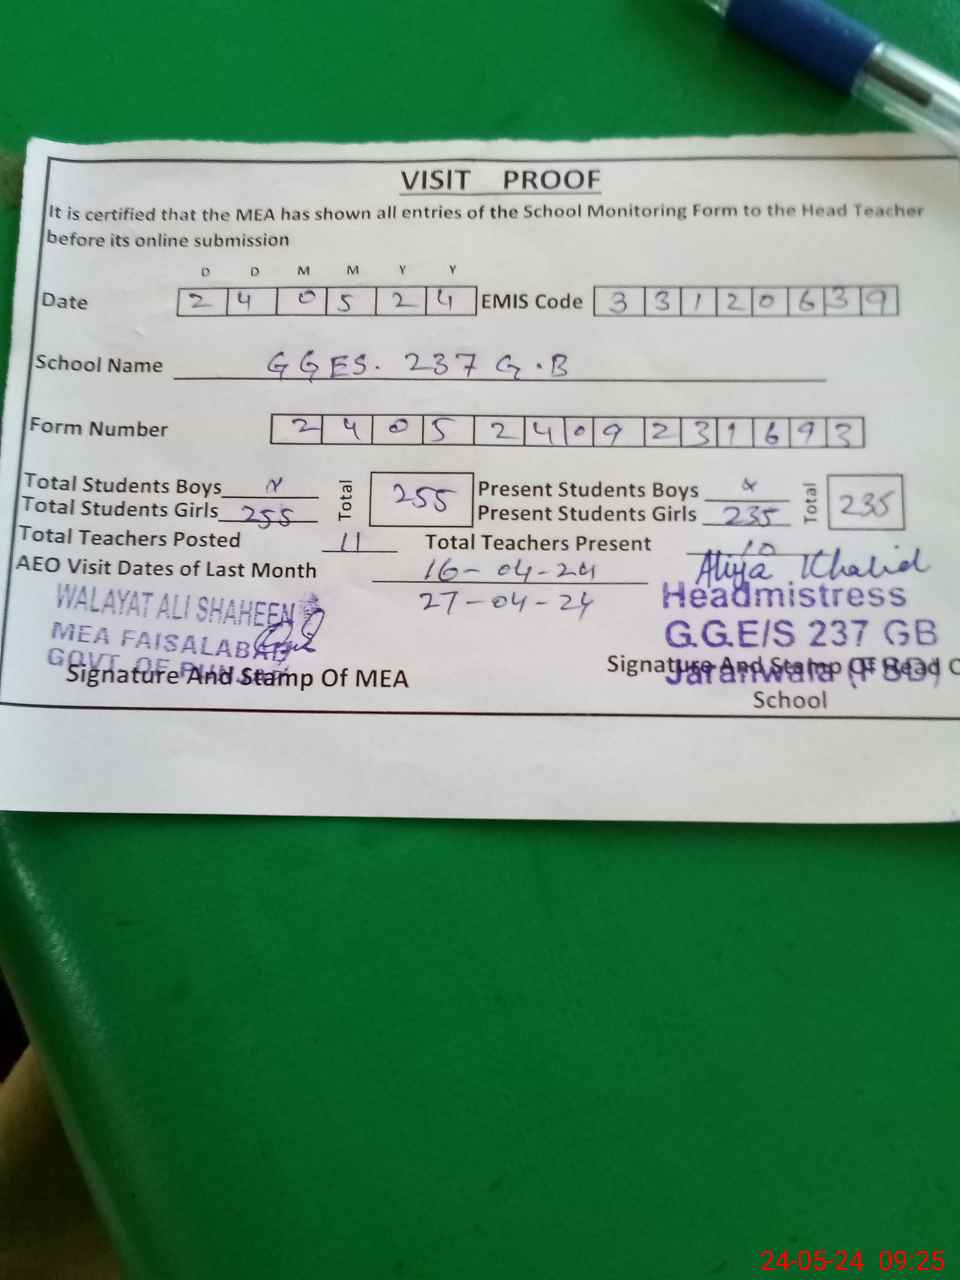 VISIT PROOF
It is certified that the MEA has shown all entries of the School Monitoring Form to the Head Teacher
before its online submission
D D M M Y Y
Date 2 4 0 5 2 4 EMIS Code 3 3 1 2 0 6 3 9
School Name GGES. 237 G.B
Form Number 2 4 0 5 2 4 0 9 2 3 1 6 9 3
Total Students Boys x Total 255 Present Students Boys x Total 235
Total Students Girls 255 Present Students Girls 235
Total Teachers Posted 11 Total Teachers Present 10
AEO Visit Dates of Last Month 16-04-24 Aliya Khalid
27-04-24
WALAYAT ALI SHAHEEN Headmistress
MEA FAISALABAD G.G.E/S 237 GB
GOVT. OF PUNJAB Jaranwala (FSD)
Signature And Stamp Of MEA Signature And Stamp Of Head O
School
24-05-24 09:25